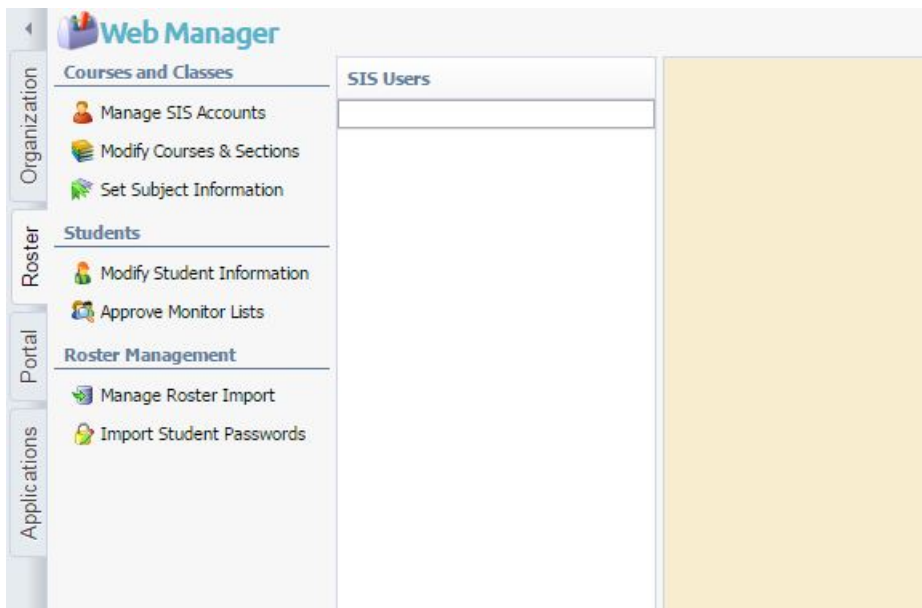 Web Manager
Organization
Roster
Portal
Applications
Courses and Classes
Manage SIS Accounts
Modify Courses & Sections
Set Subject Information
Students
Modify Student Information
Approve Monitor Lists
Roster Management
Manage Roster Import
Import Student Passwords
SIS Users